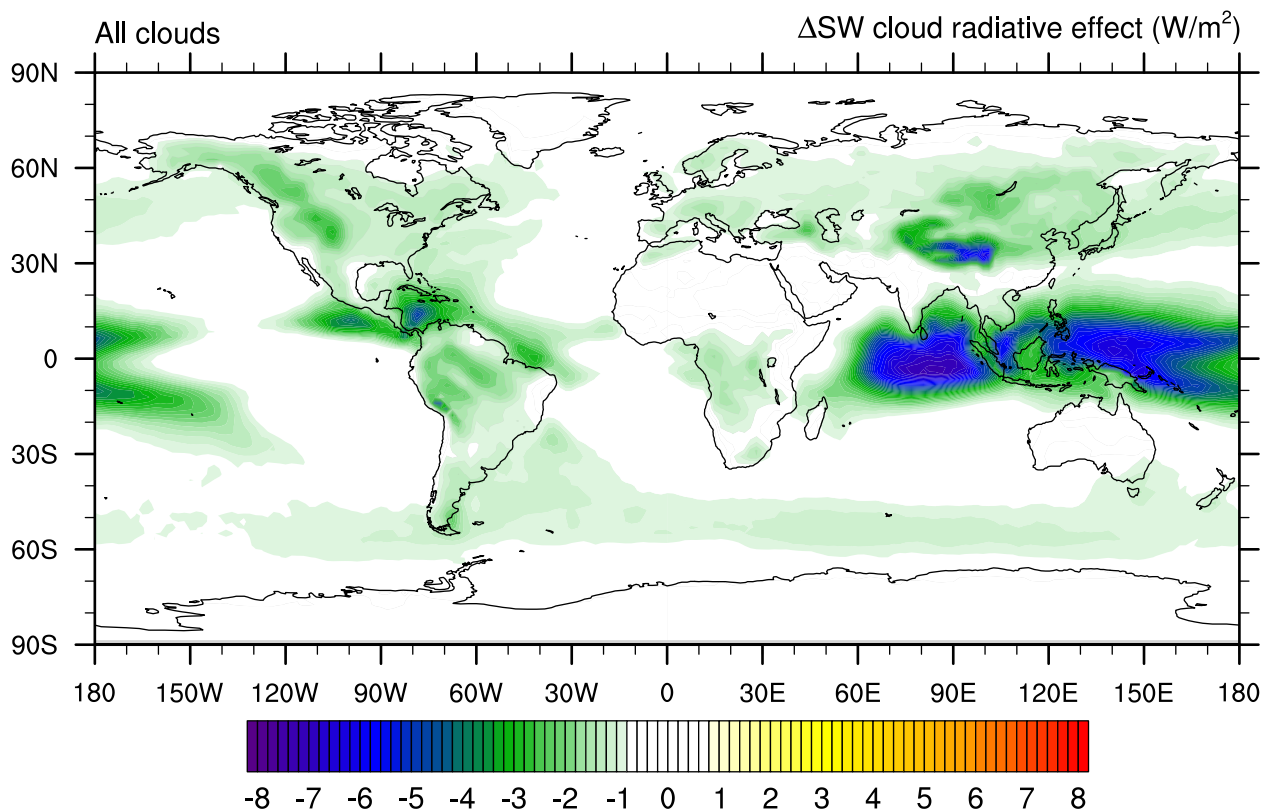 All clouds
ΔSW cloud radiative effect (W/m²)
90N
60N
30N
0
30S
60S
90S
180 150W 120W 90W 60W 30W 0 30E 60E 90E 120E 150E 180
-8 -7 -6 -5 -4 -3 -2 -1 0 1 2 3 4 5 6 7 8